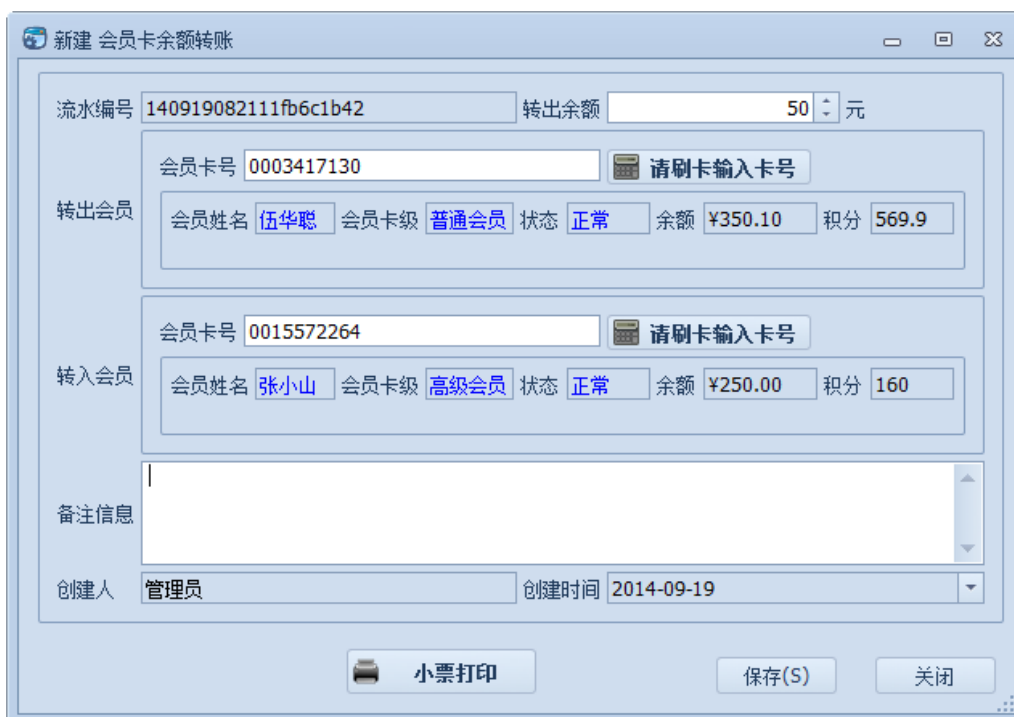 新建 会员卡余额转账
流水编号 140919082111fb6c1b42 转出余额 50 元
会员卡号 0003417130 请刷卡输入卡号
转出会员
会员姓名 伍华聪 会员卡级 普通会员 状态 正常 余额 ¥350.10 积分 569.9
会员卡号 0015572264 请刷卡输入卡号
转入会员
会员姓名 张小山 会员卡级 高级会员 状态 正常 余额 ¥250.00 积分 160
备注信息
创建人 管理员 创建时间 2014-09-19
小票打印 保存(S) 关闭